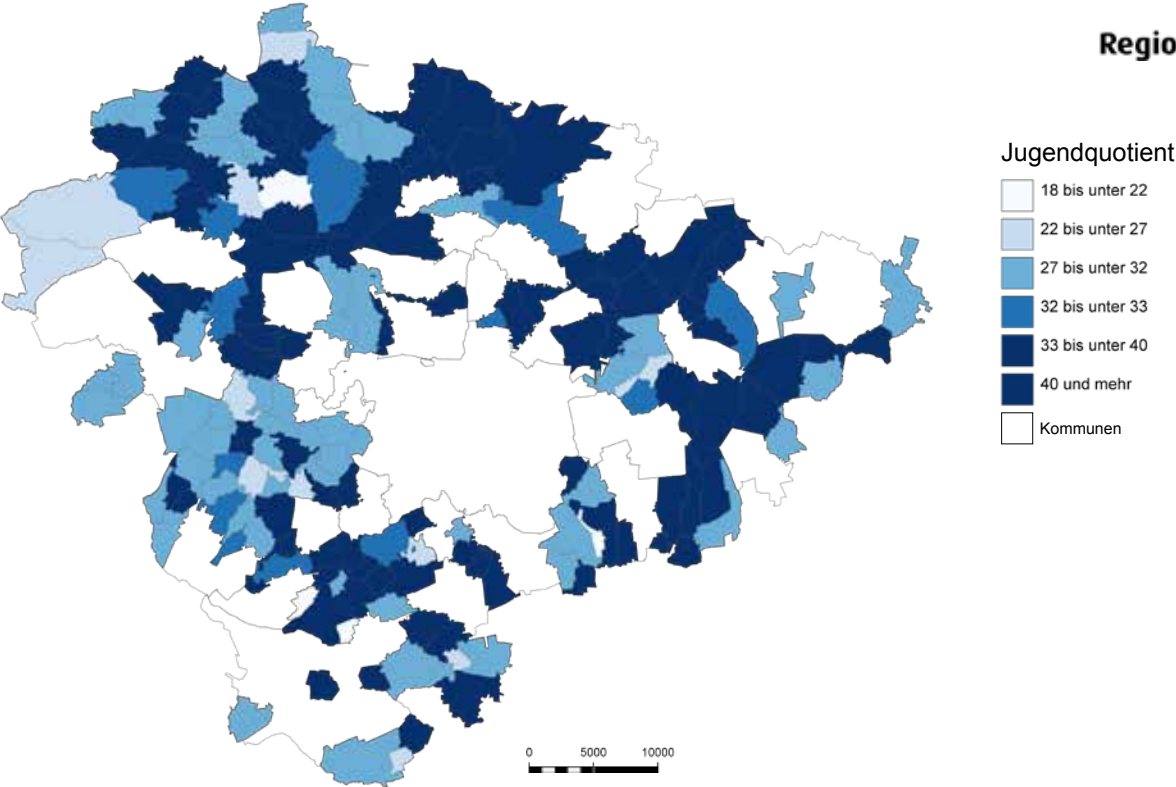 Regio
Jugendquotient
18 bis unter 22
22 bis unter 27
27 bis unter 32
32 bis unter 33
33 bis unter 40
40 und mehr
Kommunen
0 5000 10000